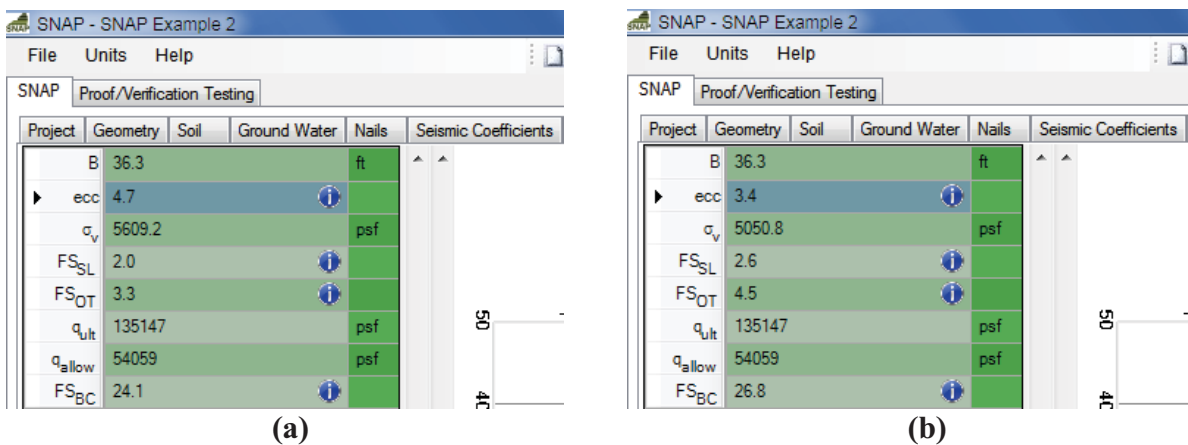 SNAP - SNAP Example 2
File Units Help
SNAP Proof/Verification Testing
Project Geometry Soil Ground Water Nails Seismic Coefficients
B 36.3 ft
ecc 4.7
σv 5609.2 psf
FSSL 2.0
FSOT 3.3
qult 135147 psf
qallow 54059 psf
FSBC 24.1
50
40
(a)
SNAP - SNAP Example 2
File Units Help
SNAP Proof/Verification Testing
Project Geometry Soil Ground Water Nails Seismic Coefficients
B 36.3 ft
ecc 3.4
σv 5050.8 psf
FSSL 2.6
FSOT 4.5
qult 135147 psf
qallow 54059 psf
FSBC 26.8
50
40
(b)